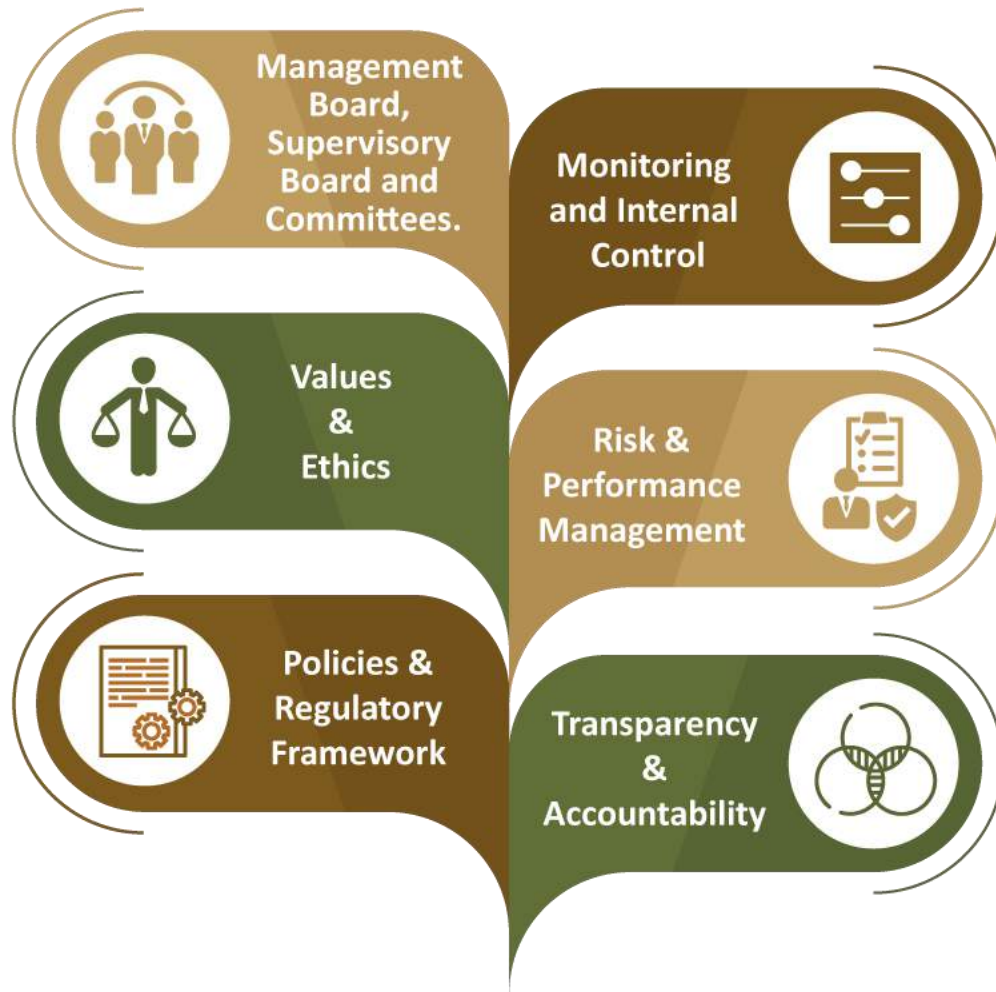 Management
Board,
Supervisory
Board and
Committees.
Monitoring
and Internal
Control
Values
&
Ethics
Risk &
Performance
Management
Policies &
Regulatory
Framework
Transparency
&
Accountability